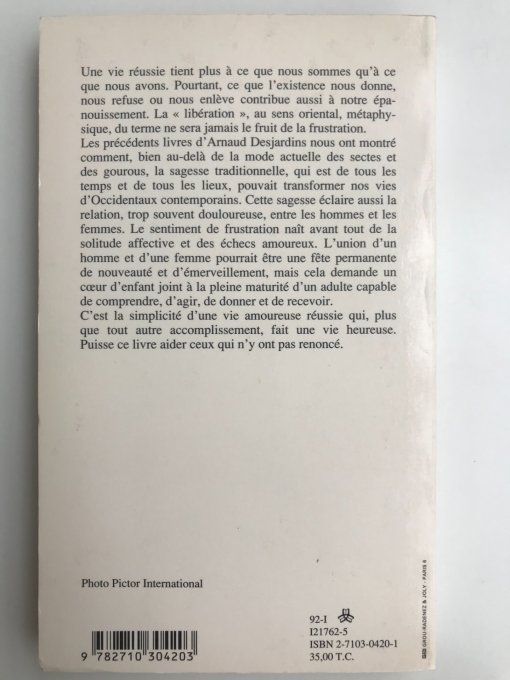 Une vie réussie tient plus à ce que nous sommes qu'à ce
que nous avons. Pourtant, ce que l'existence nous donne,
nous refuse ou nous enlève contribue aussi à notre épa-
nouissement. La « libération », au sens oriental, métaphy-
sique, du terme ne sera jamais le fruit de la frustration.
Les précédents livres d'Arnaud Desjardins nous ont montré
comment, bien au-delà de la mode actuelle des sectes et
des gourous, la sagesse traditionnelle, qui est de tous les
temps et de tous les lieux, pouvait transformer nos vies
d'Occidentaux contemporains. Cette sagesse éclaire aussi la
relation, trop souvent douloureuse, entre les hommes et les
femmes. Le sentiment de frustration naît avant tout de la
solitude affective et des échecs amoureux. L'union d'un
homme et d'une femme pourrait être une fête permanente
de nouveauté et d'émerveillement, mais cela demande un
cœur d'enfant joint à la pleine maturité d'un adulte capable
de comprendre, d'agir, de donner et de recevoir.
C'est la simplicité d'une vie amoureuse réussie qui, plus
que tout autre accomplissement, fait une vie heureuse.
Puisse ce livre aider ceux qui n'y ont pas renoncé.
Photo Pictor International
92-I
I21762-5
ISBN 2-7103-0420-1
35,00 T.C.
9 782710 304203
GROU-RADENEZ & JOLY - PARIS 6